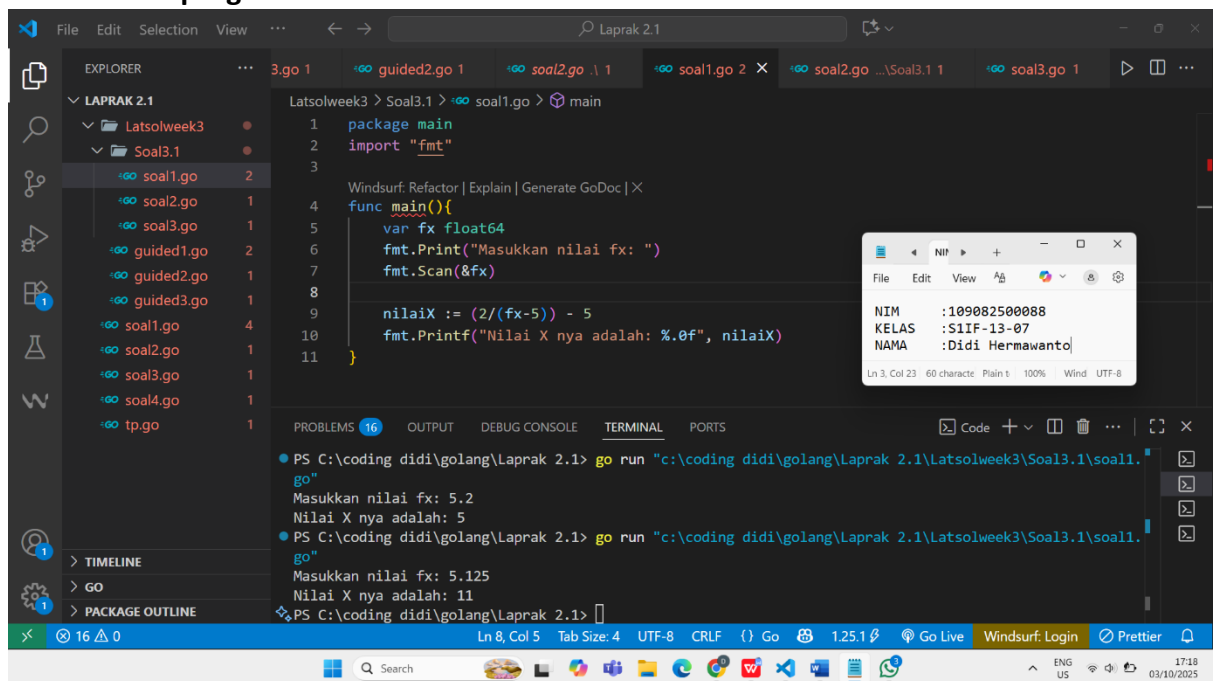 File Edit Selection View ... Laprak 2.1
EXPLORER ...
3.go 1 guided2.go 1 soal2.go .\ 1 soal1.go 2 soal2.go ...\Soal3.1 1 soal3.go 1 ...
LAPRAK 2.1
Latsolweek3
Soal3.1
soal1.go 2
soal2.go 1
soal3.go 1
guided1.go 2
guided2.go 1
guided3.go 1
soal1.go 4
soal2.go 1
soal3.go 1
soal4.go 1
tp.go 1
TIMELINE
GO
PACKAGE OUTLINE
1
1
1
Latsolweek3 > Soal3.1 > soal1.go > main
1 package main
2 import "fmt"
3
Windsurf: Refactor | Explain | Generate GoDoc | X
4 func main(){
5 var fx float64
6 fmt.Print("Masukkan nilai fx: ")
7 fmt.Scan(&fx)
8
9 nilaiX := (2/(fx-5)) - 5
10 fmt.Printf("Nilai X nya adalah: %.0f", nilaiX)
11 }
File Edit View
NIM :109082500088
KELAS :S1IF-13-07
NAMA :Didi Hermawanto
Ln 3, Col 23 60 characte Plain t 100% Wind UTF-8
PROBLEMS 16 OUTPUT DEBUG CONSOLE TERMINAL PORTS Code
PS C:\coding didi\golang\Laprak 2.1> go run "c:\coding didi\golang\Laprak 2.1\Latsolweek3\Soal3.1\soal1.
go"
Masukkan nilai fx: 5.2
Nilai X nya adalah: 5
PS C:\coding didi\golang\Laprak 2.1> go run "c:\coding didi\golang\Laprak 2.1\Latsolweek3\Soal3.1\soal1.
go"
Masukkan nilai fx: 5.125
Nilai X nya adalah: 11
PS C:\coding didi\golang\Laprak 2.1>
16 0 Ln 8, Col 5 Tab Size: 4 UTF-8 CRLF {} Go 1.25.1 Go Live Windsurf: Login Prettier
Search ENG US 17:18 03/10/2025